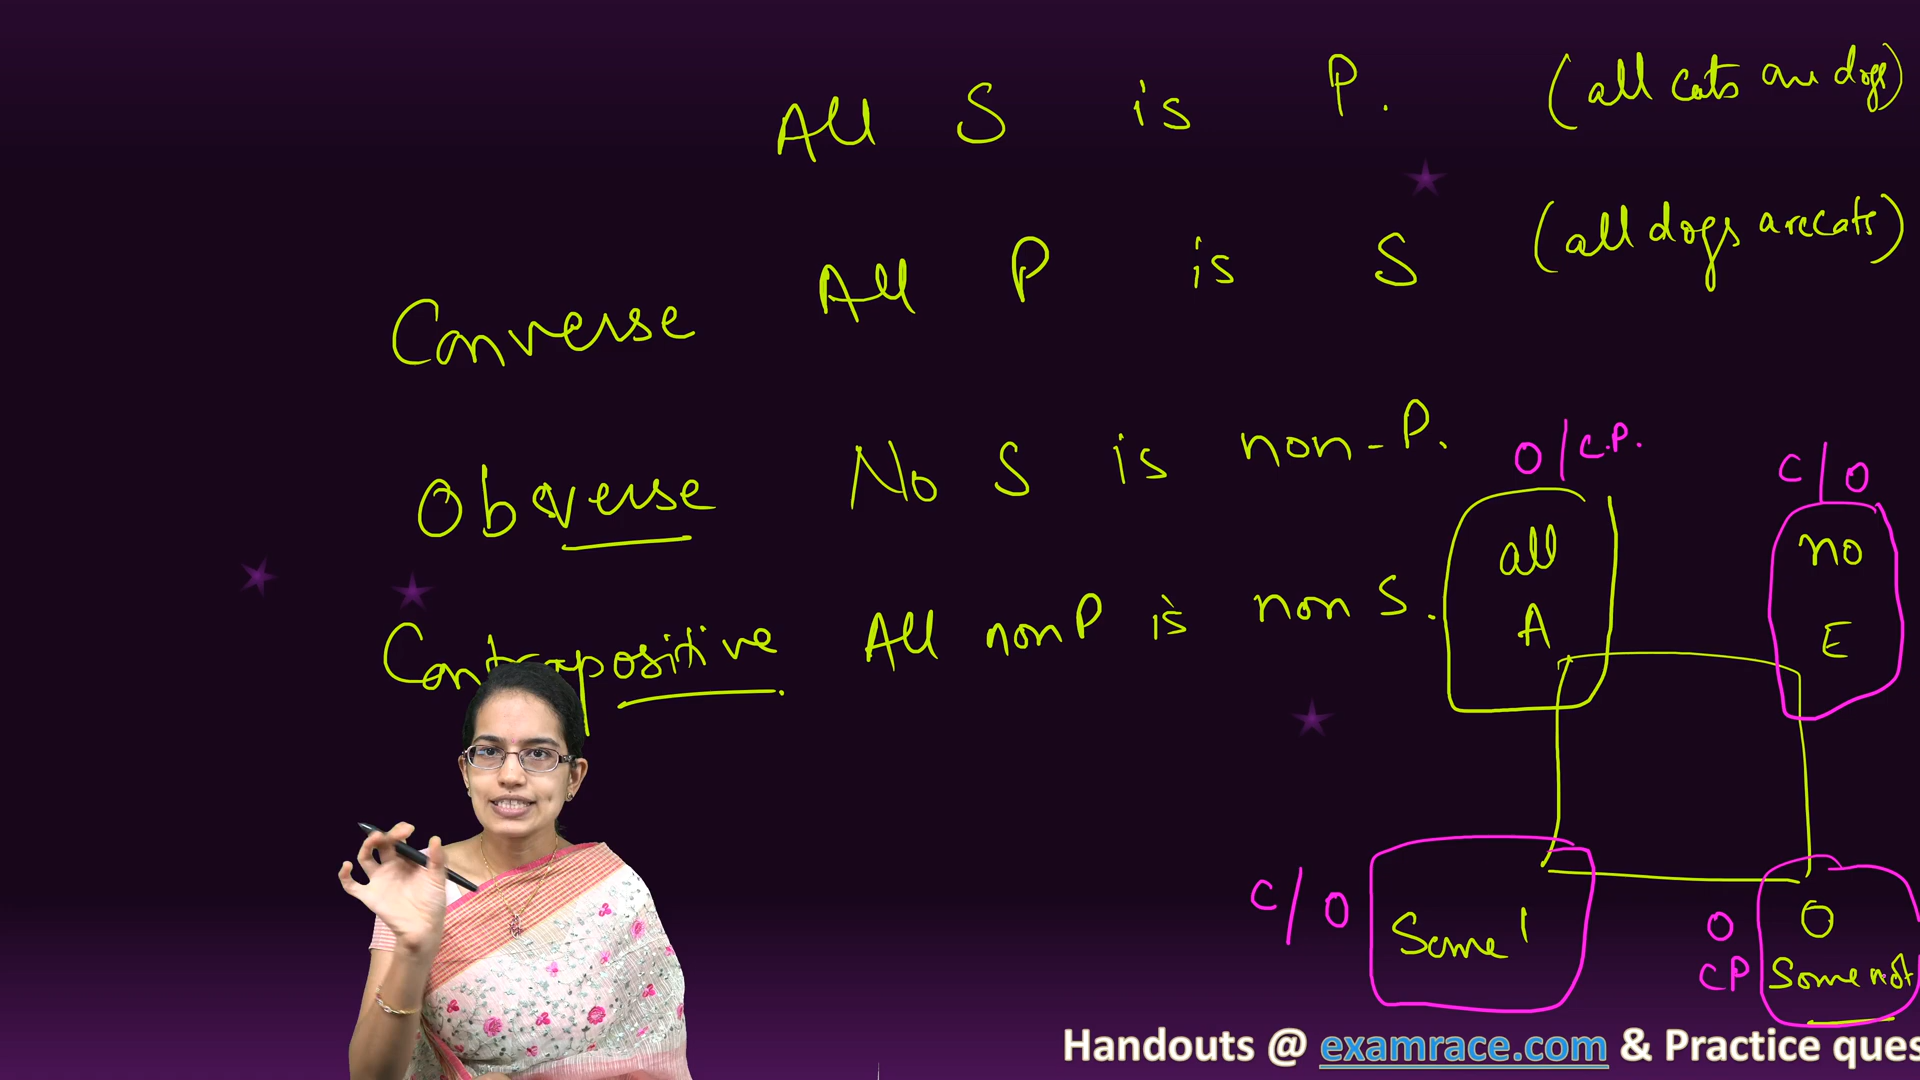 All S is P. (all cats are dogs)
Converse All P is S (all dogs are cats)
Obverse No S is non-P.
Contrapositive All non P is non S.
O/C.P.
all
A
C/O
no
E
C/O
Some I
O
CP
O
Some not
Handouts @ examrace.com & Practice ques